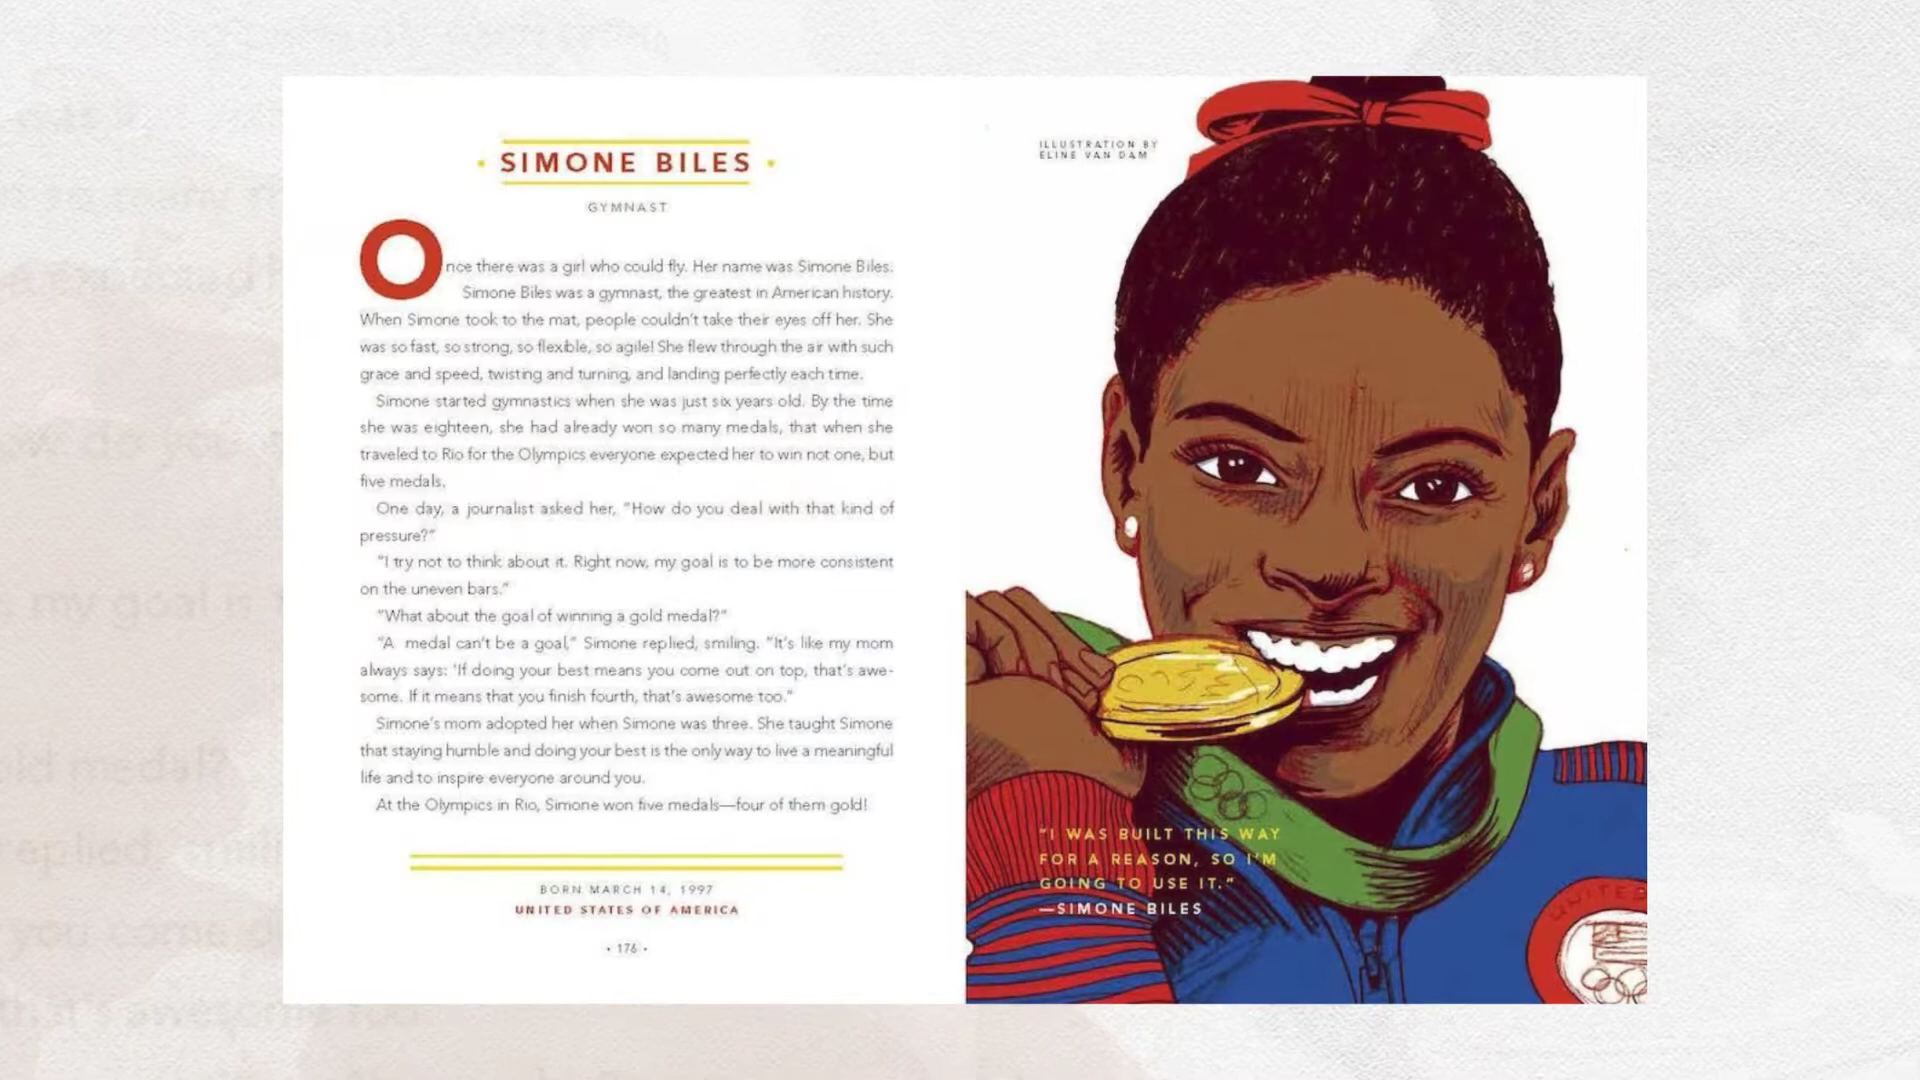 SIMONE BILES
GYMNAST
Once there was a girl who could fly. Her name was Simone Biles.
Simone Biles was a gymnast, the greatest in American history.
When Simone took to the mat, people couldn't take their eyes off her. She
was so fast, so strong, so flexible, so agile! She flew through the air with such
grace and speed, twisting and turning, and landing perfectly each time.
Simone started gymnastics when she was just six years old. By the time
she was eighteen, she had already won so many medals, that when she
traveled to Rio for the Olympics everyone expected her to win not one, but
five medals.
One day, a journalist asked her, "How do you deal with that kind of
pressure?"
"I try not to think about it. Right now, my goal is to be more consistent
on the uneven bars."
"What about the goal of winning a gold medal?"
"A medal can't be a goal," Simone replied, smiling. "It's like my mom
always says: 'If doing your best means you come out on top, that's awe-
some. If it means that you finish fourth, that's awesome too."
Simone's mom adopted her when Simone was three. She taught Simone
that staying humble and doing your best is the only way to live a meaningful
life and to inspire everyone around you.
At the Olympics in Rio, Simone won five medals—four of them gold!
BORN MARCH 14, 1997
UNITED STATES OF AMERICA
• 176 •
ILLUSTRATION BY
ELINE VAN DAM
"I WAS BUILT THIS WAY
FOR A REASON, SO I'M
GOING TO USE IT."
—SIMONE BILES
UNITED